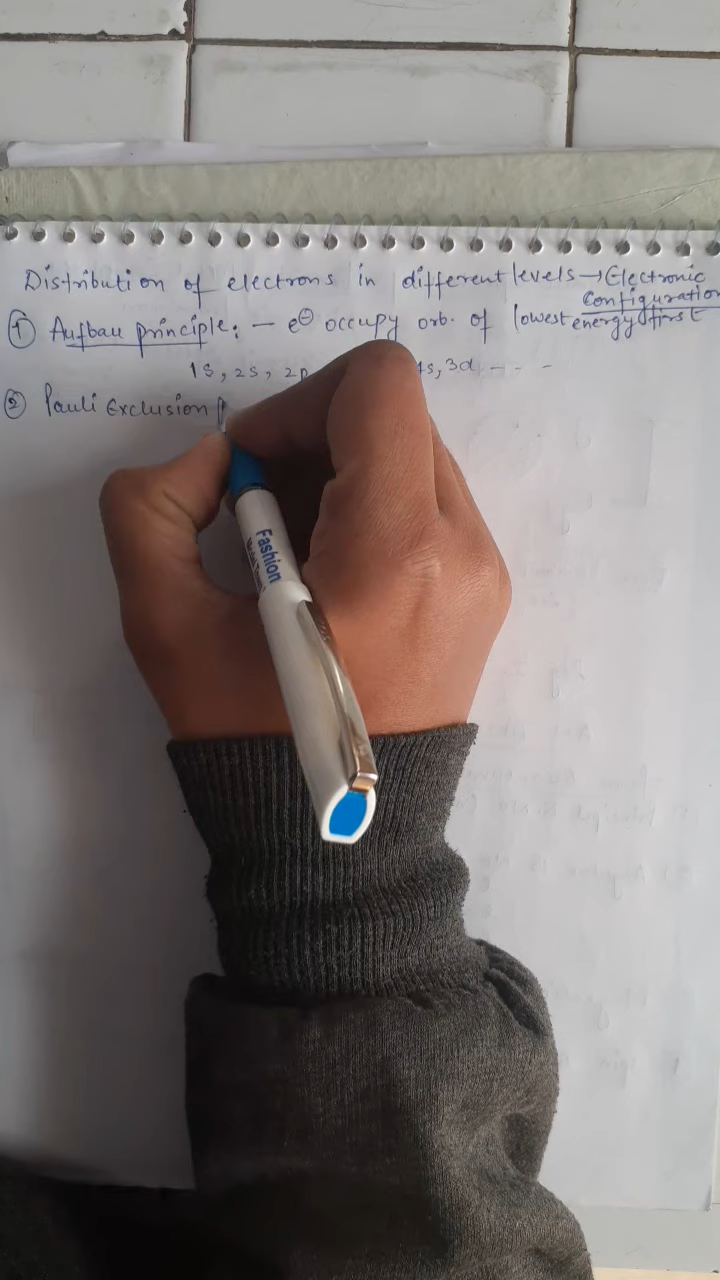 Distribution of electrons in different levels → Electronic
Configuration
① Aufbau principle: - e⊖ occupy orb. of lowest energy first
1s, 2s, 2p 4s, 3d - - -
② Pauli Exclusion P
Fashion